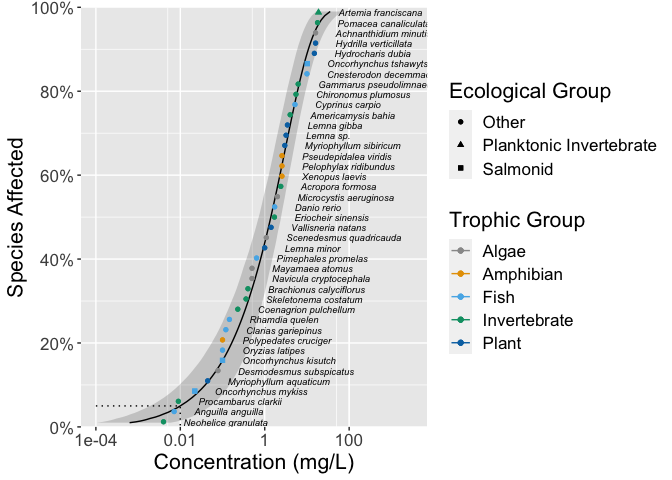 100%
80%
60%
40%
20%
0%
Species Affected
Artemia franciscana
Pomacea canaliculata
Achnanthidium minuti
Hydrilla verticillata
Hydrocharis dubia
Oncorhynchus tshawyts
Cnesterodon decemmac
Gammarus pseudolimnae
Chironomus plumosus
Cyprinus carpio
Americamysis bahia
Lemna gibba
Lemna sp.
Myriophyllum sibiricum
Pseudepidalea viridis
Pelophylax ridibundus
Xenopus laevis
Acropora formosa
Microcystis aeruginosa
Danio rerio
Eriocheir sinensis
Vallisneria natans
Scenedesmus quadricauda
Lemna minor
Pimephales promelas
Mayamaea atomus
Navicula cryptocephala
Brachionus calyciflorus
Skeletonema costatum
Coenagrion pulchellum
Rhamdia quelen
Clarias gariepinus
Polypedates cruciger
Oryzias latipes
Oncorhynchus kisutch
Desmodesmus subspicatus
Myriophyllum aquaticum
Oncorhynchus mykiss
Procambarus clarkii
Anguilla anguilla
Neohelice granulata
1e-04
0.01
1
100
Concentration (mg/L)
Ecological Group
Other
Planktonic Invertebrate
Salmonid
Trophic Group
Algae
Amphibian
Fish
Invertebrate
Plant